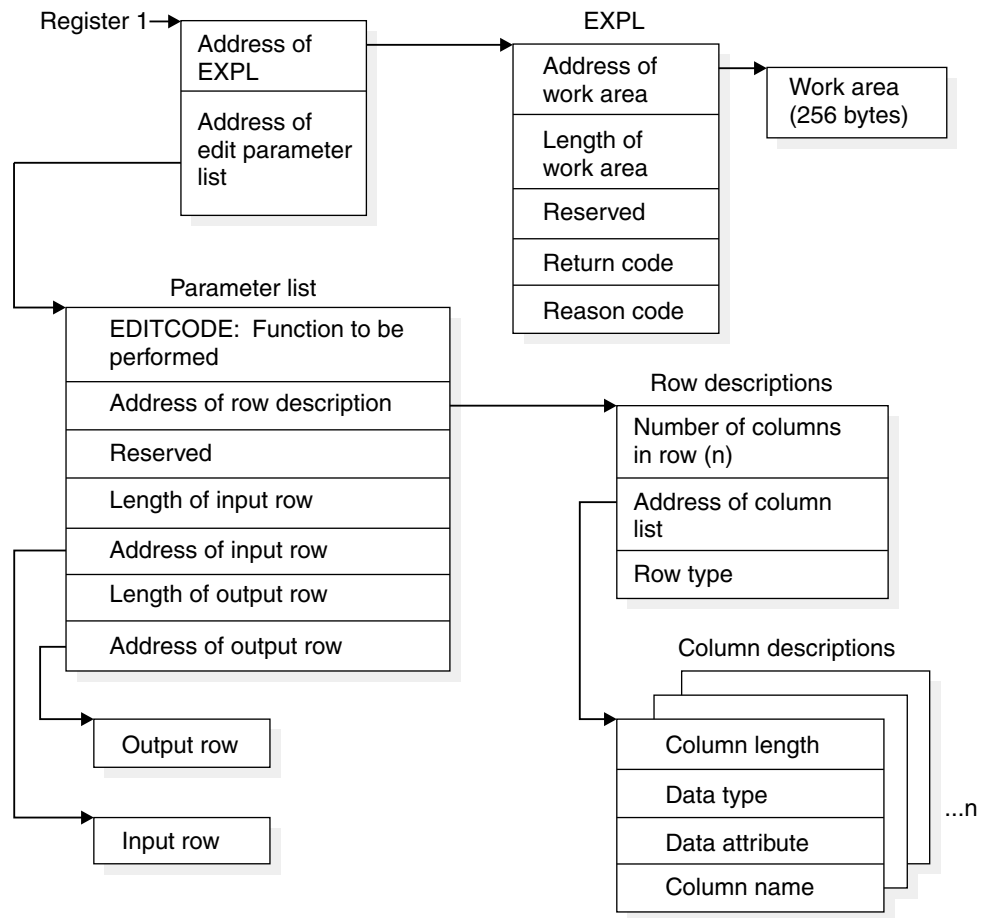 Register 1
Address of
EXPL
Address of
edit parameter
list
EXPL
Address of
work area
Length of
work area
Reserved
Return code
Reason code
Work area
(256 bytes)
Parameter list
EDITCODE: Function to be
performed
Address of row description
Reserved
Length of input row
Address of input row
Length of output row
Address of output row
Row descriptions
Number of columns
in row (n)
Address of column
list
Row type
Column descriptions
Column length
Data type
Data attribute
Column name
...n
Output row
Input row